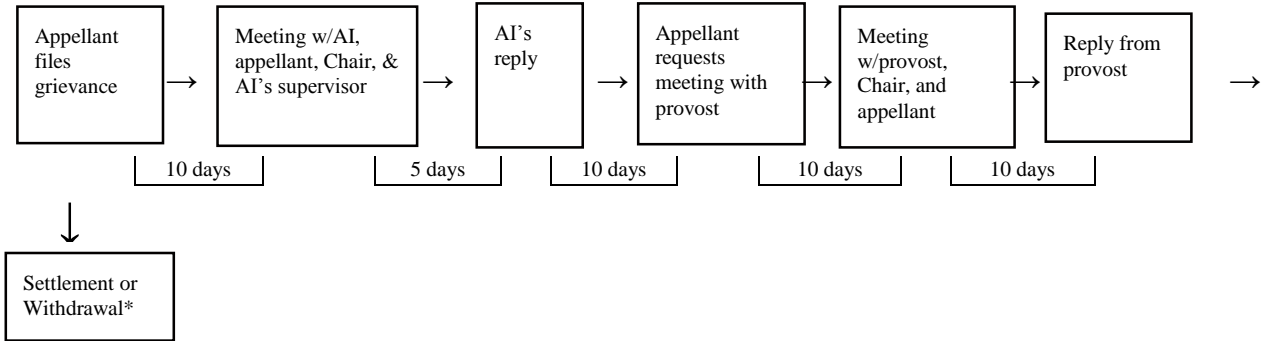 Appellant
files
grievance
→
Meeting w/AI,
appellant, Chair, &
AI’s supervisor
→
AI’s
reply
→
Appellant
requests
meeting with
provost
→
Meeting
w/provost,
Chair, and
appellant
→
Reply from
provost
→
10 days
5 days
10 days
10 days
10 days
↓
Settlement or
Withdrawal*